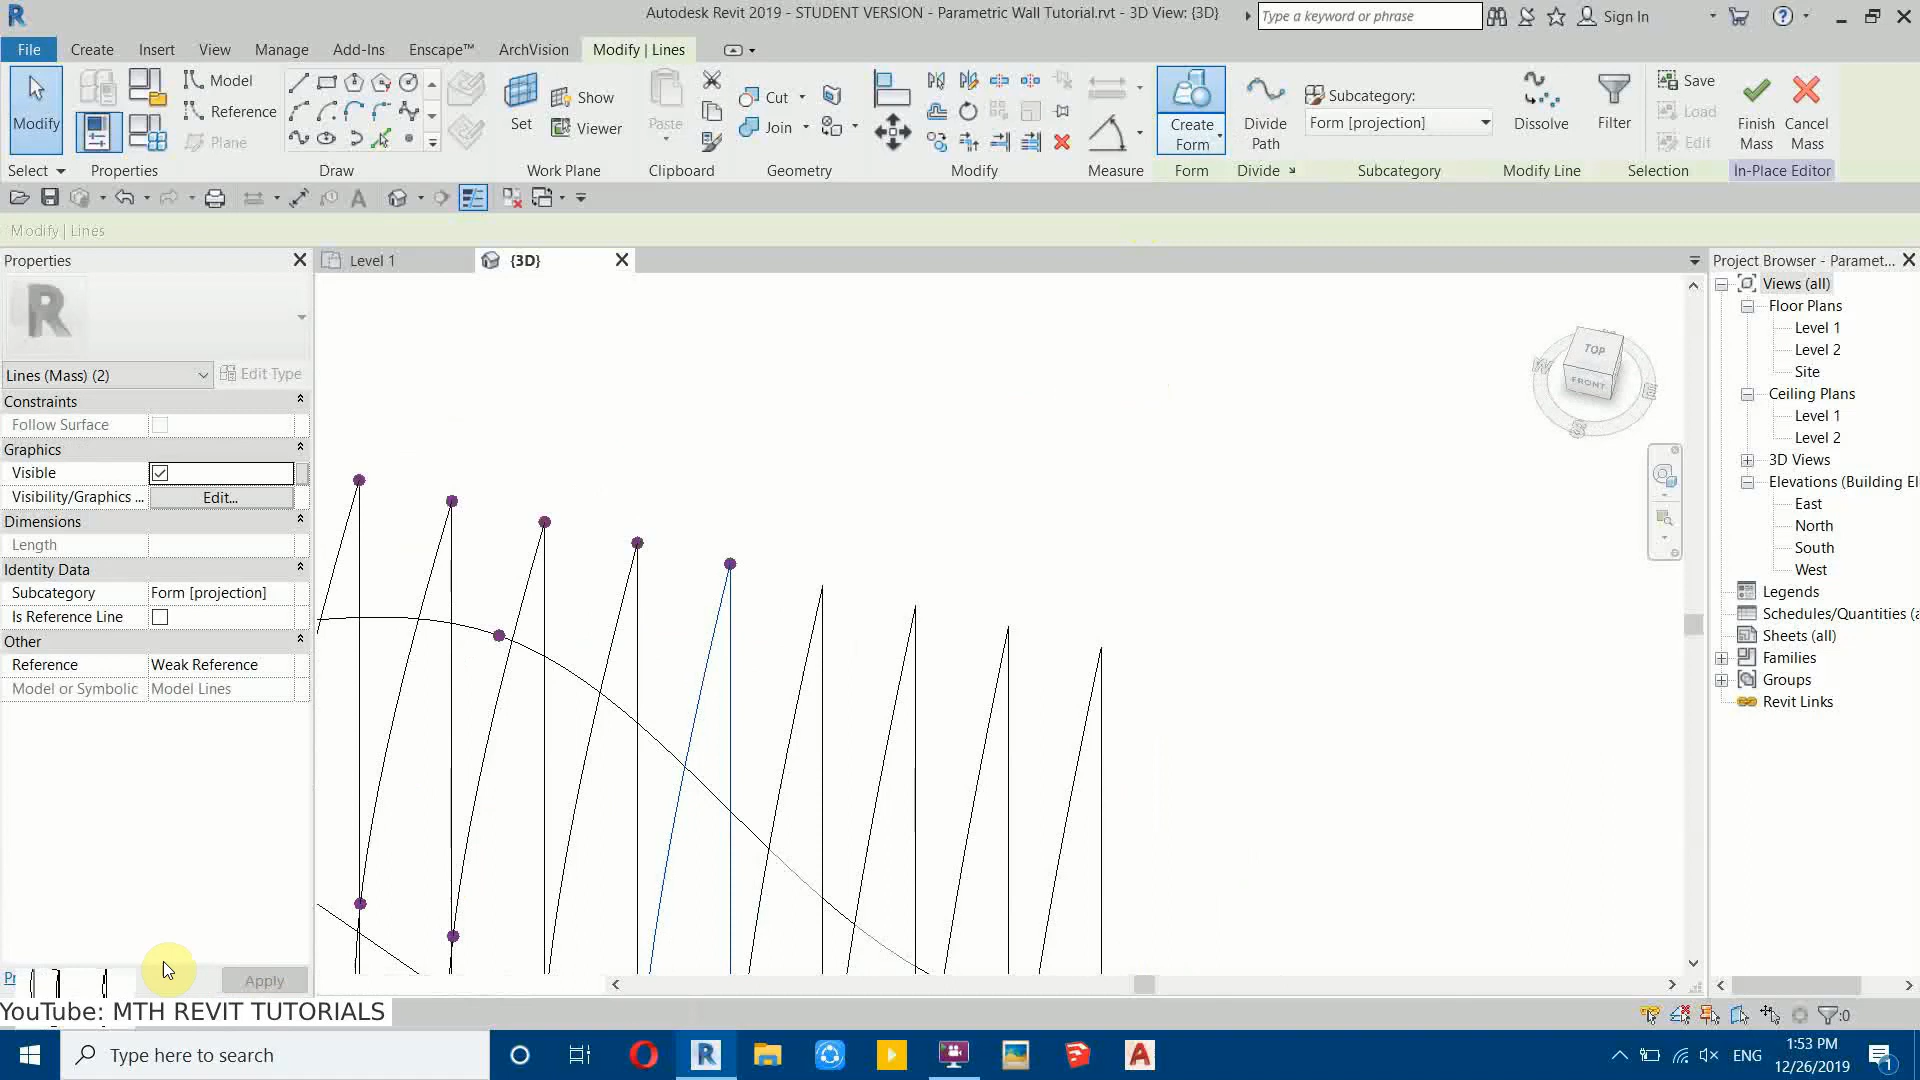 Autodesk Revit 2019 - STUDENT VERSION - Parametric Wall Tutorial.rvt - 3D View: {3D}
Type a keyword or phrase
Sign In
File Create Insert View Manage Add-Ins Enscape™ ArchVision Modify | Lines
Modify
Model
Reference
Plane
Set
Show
Viewer
Paste
Cut
Join
Create
Form
Divide
Path
Subcategory:
Form [projection]
Dissolve
Filter
Save
Load
Edit
Finish
Mass
Cancel
Mass
Select Properties Draw Work Plane Clipboard Geometry Modify Measure Form Divide Subcategory Modify Line Selection In-Place Editor
Modify | Lines
Properties
Level 1
{3D}
Project Browser - Paramet...
Lines (Mass) (2)
Edit Type
Constraints
Follow Surface
Graphics
Visible
Visibility/Graphics ... Edit...
Dimensions
Length
Identity Data
Subcategory Form [projection]
Is Reference Line
Other
Reference Weak Reference
Model or Symbolic Model Lines
Apply
TOP
FRONT
W
S
Views (all)
Floor Plans
Level 1
Level 2
Site
Ceiling Plans
Level 1
Level 2
3D Views
Elevations (Building El
East
North
South
West
Legends
Schedules/Quantities (a
Sheets (all)
Families
Groups
Revit Links
YouTube: MTH REVIT TUTORIALS
:0
Type here to search
ENG
1:53 PM
12/26/2019
1